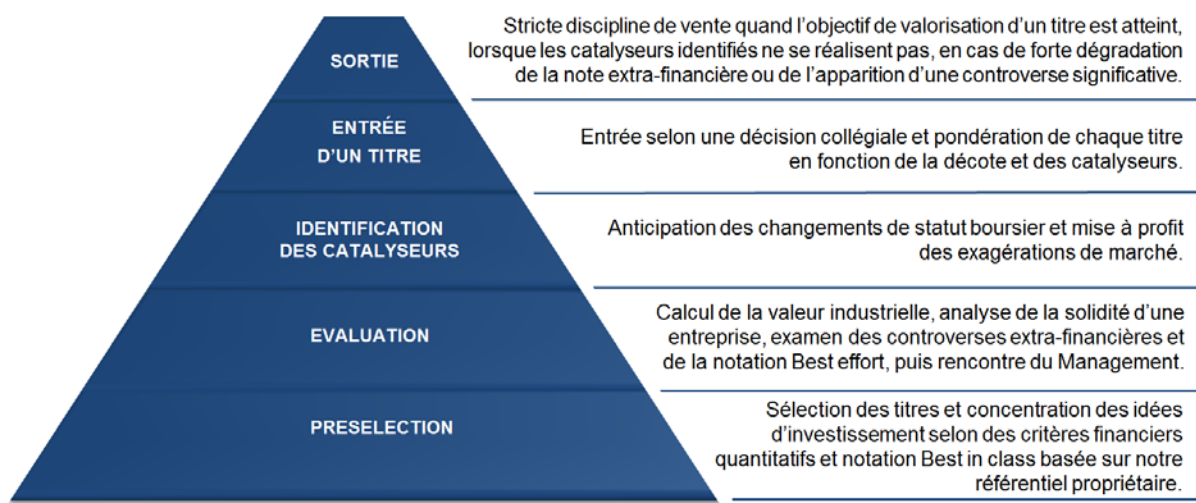 SORTIE
Stricte discipline de vente quand l’objectif de valorisation d’un titre est atteint,
lorsque les catalyseurs identifiés ne se réalisent pas, en cas de forte dégradation
de la note extra-financière ou de l’apparition d’une controverse significative.
ENTRÉE
D’UN TITRE
Entrée selon une décision collégiale et pondération de chaque titre
en fonction de la décote et des catalyseurs.
IDENTIFICATION
DES CATALYSEURS
Anticipation des changements de statut boursier et mise à profit
des exagérations de marché.
EVALUATION
Calcul de la valeur industrielle, analyse de la solidité d’une
entreprise, examen des controverses extra-financières et
de la notation Best effort, puis rencontre du Management.
PRESELECTION
Sélection des titres et concentration des idées
d’investissement selon des critères financiers
quantitatifs et notation Best in class basée sur notre
référentiel propriétaire.